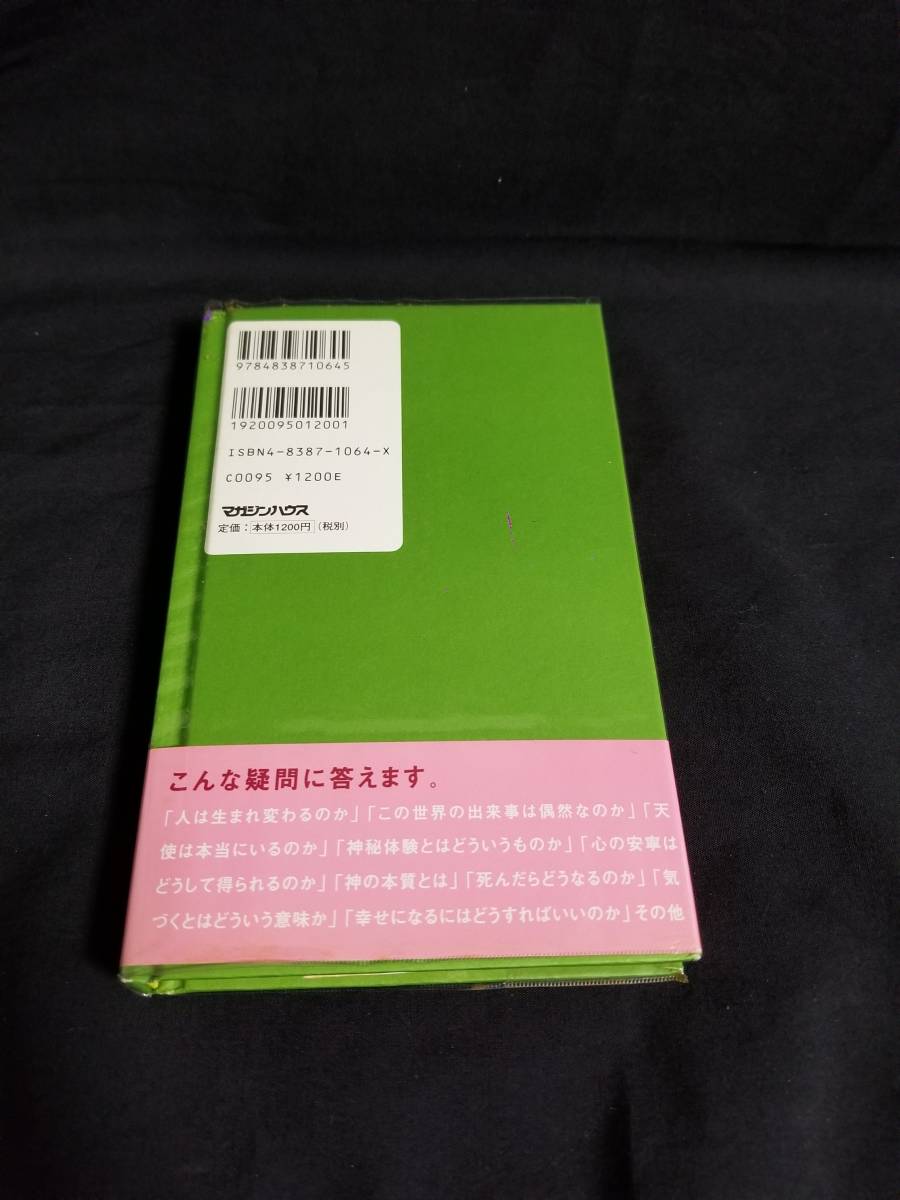 9784838710645
1920095012001
ISBN4-8387-1064-X
C0095 ¥1200E
マガジンハウス
定価：本体1200円（税別）
こんな疑問に答えます。
「人は生まれ変わるのか」「この世界の出来事は偶然なのか」「天
使は本当にいるのか」「神秘体験とはどういうものか」「心の安寧は
どうして得られるのか」「神の本質とは」「死んだらどうなるのか」「気
づくとはどういう意味か」「幸せになるにはどうすればいいのか」その他